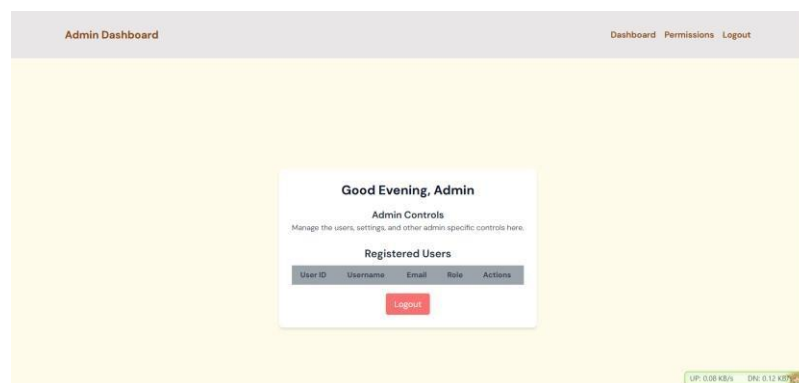 Admin Dashboard
Dashboard Permissions Logout
Good Evening, Admin
Admin Controls
Manage the users, settings, and other admin specific controls here.
Registered Users
User ID Username Email Role Actions
Logout
UP: 0.08 KB/s DN: 0.12 KB/s